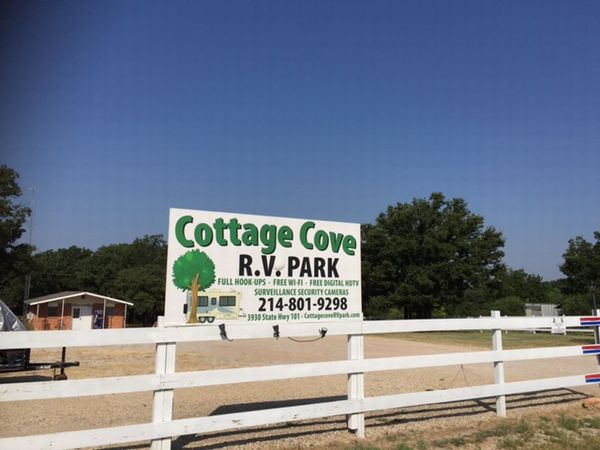 Cottage Cove
R.V. PARK
FULL HOOK-UPS - FREE WI-FI - FREE DIGITAL HDTV
SURVEILLANCE SECURITY CAMERAS
214-801-9298
3930 STATE HWY 101 - COTTAGECOVERVPARK.COM